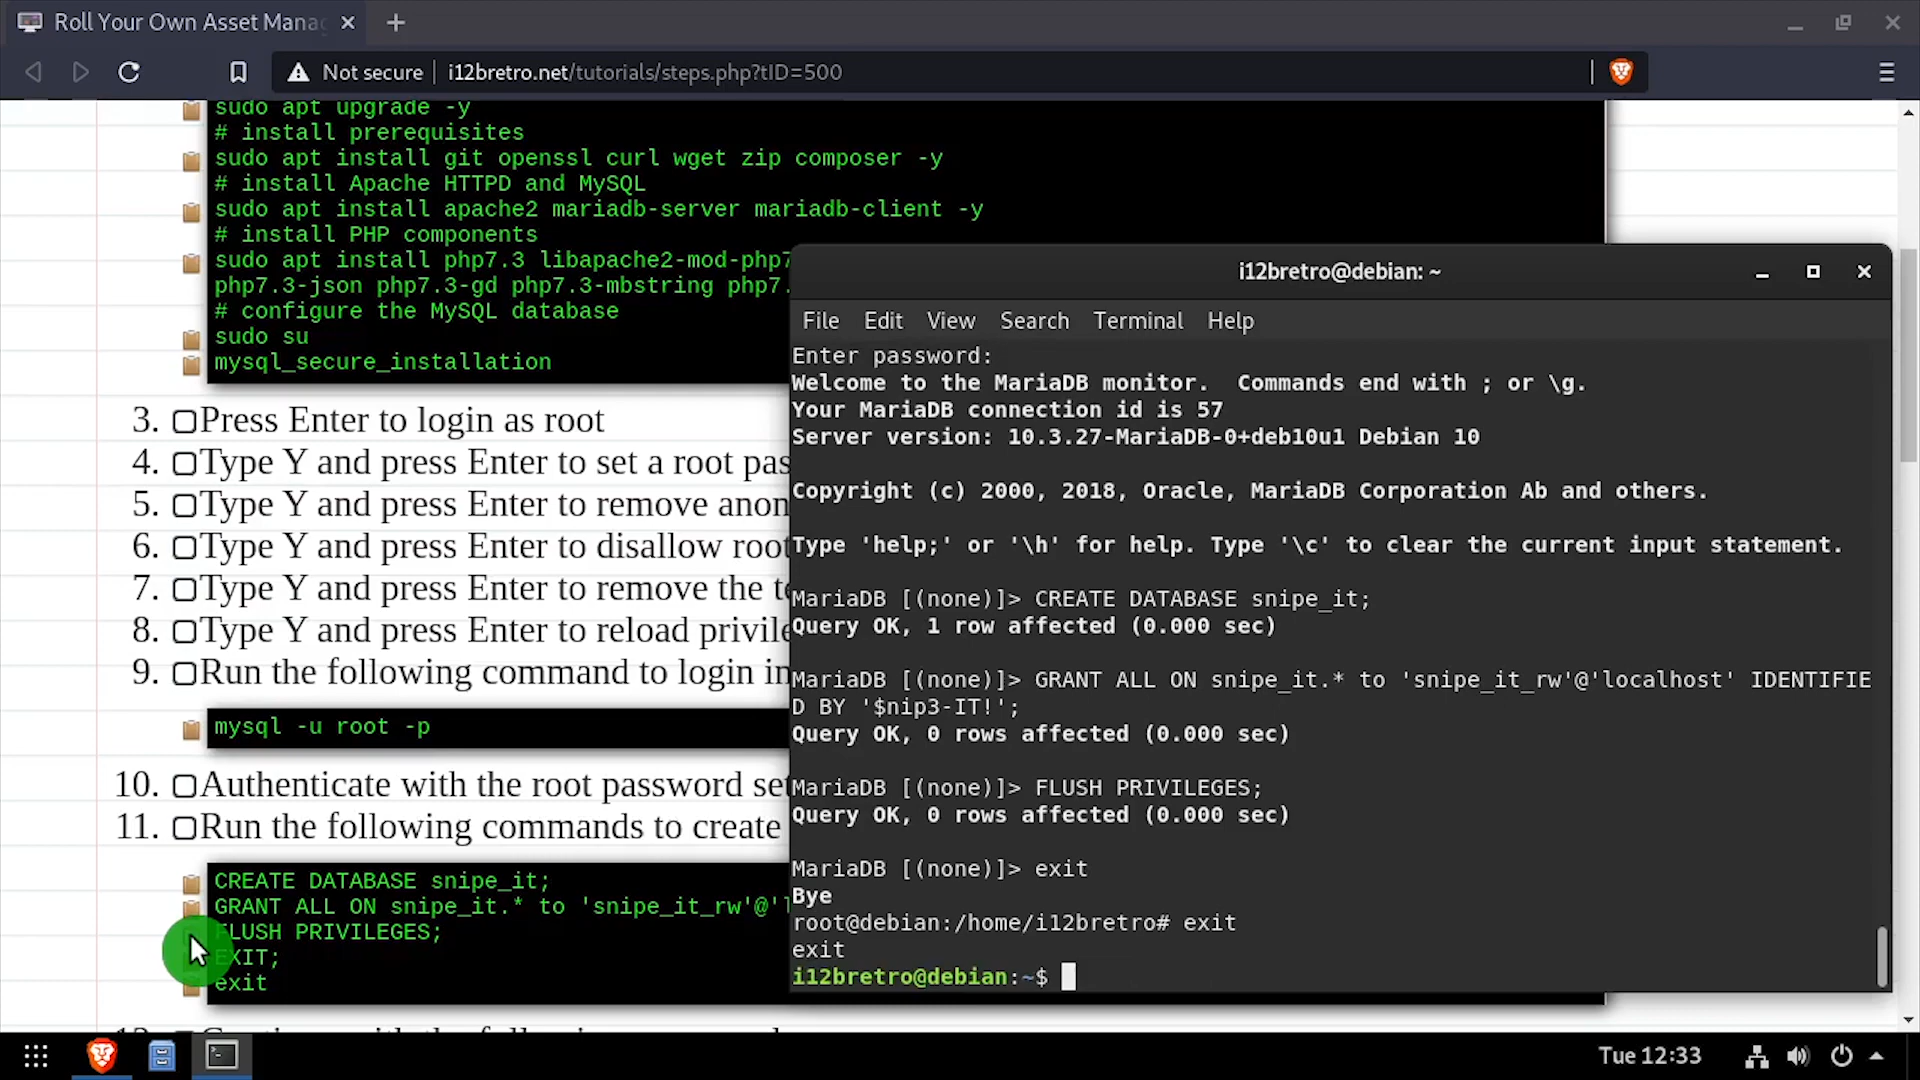 Roll Your Own Asset Mana
Not secure
i12bretro.net/tutorials/steps.php?tID=500
sudo apt upgrade -y
# install prerequisites
sudo apt install git openssl curl wget zip composer -y
# install Apache HTTPD and MySQL
sudo apt install apache2 mariadb-server mariadb-client -y
# install PHP components
sudo apt install php7.3 libapache2-mod-php7
php7.3-json php7.3-gd php7.3-mbstring php7.
# configure the MySQL database
sudo su
mysql_secure_installation
3. Press Enter to login as root
4. Type Y and press Enter to set a root pas
5. Type Y and press Enter to remove anon
6. Type Y and press Enter to disallow root
7. Type Y and press Enter to remove the te
8. Type Y and press Enter to reload privile
9. Run the following command to login in
mysql -u root -p
10. Authenticate with the root password set
11. Run the following commands to create
CREATE DATABASE snipe_it;
GRANT ALL ON snipe_it.* to 'snipe_it_rw'@'l
FLUSH PRIVILEGES;
EXIT;
exit
i12bretro@debian: ~
File Edit View Search Terminal Help
Enter password:
Welcome to the MariaDB monitor.  Commands end with ; or \g.
Your MariaDB connection id is 57
Server version: 10.3.27-MariaDB-0+deb10u1 Debian 10
Copyright (c) 2000, 2018, Oracle, MariaDB Corporation Ab and others.
Type 'help;' or '\h' for help. Type '\c' to clear the current input statement.
MariaDB [(none)]> CREATE DATABASE snipe_it;
Query OK, 1 row affected (0.000 sec)
MariaDB [(none)]> GRANT ALL ON snipe_it.* to 'snipe_it_rw'@'localhost' IDENTIFIE
D BY '$nip3-IT!';
Query OK, 0 rows affected (0.000 sec)
MariaDB [(none)]> FLUSH PRIVILEGES;
Query OK, 0 rows affected (0.000 sec)
MariaDB [(none)]> exit
Bye
root@debian:/home/i12bretro# exit
exit
i12bretro@debian:~$
Tue 12:33